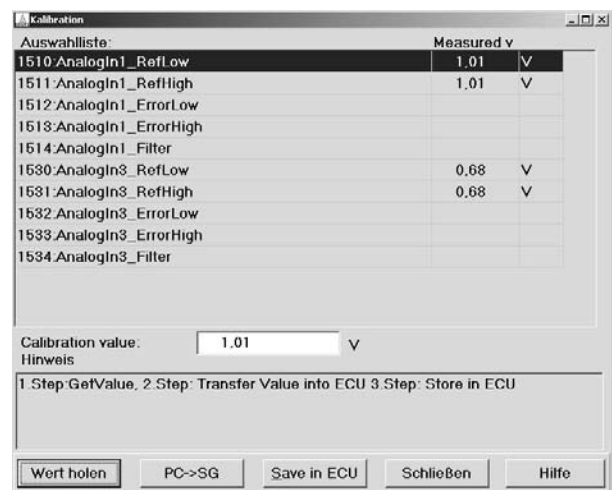 Kalibration
Auswahlliste: Measured v
1510:AnalogIn1_RefLow 1,01 V
1511:AnalogIn1_RefHigh 1,01 V
1512:AnalogIn1_ErrorLow
1513:AnalogIn1_ErrorHigh
1514:AnalogIn1_Filter
1530:AnalogIn3_RefLow 0,68 V
1531:AnalogIn3_RefHigh 0,68 V
1532:AnalogIn3_ErrorLow
1533:AnalogIn3_ErrorHigh
1534:AnalogIn3_Filter
Calibration value: 1,01 V
Hinweis
1.Step:GetValue, 2.Step: Transfer Value into ECU 3.Step: Store in ECU
Wert holen PC->SG Save in ECU Schließen Hilfe